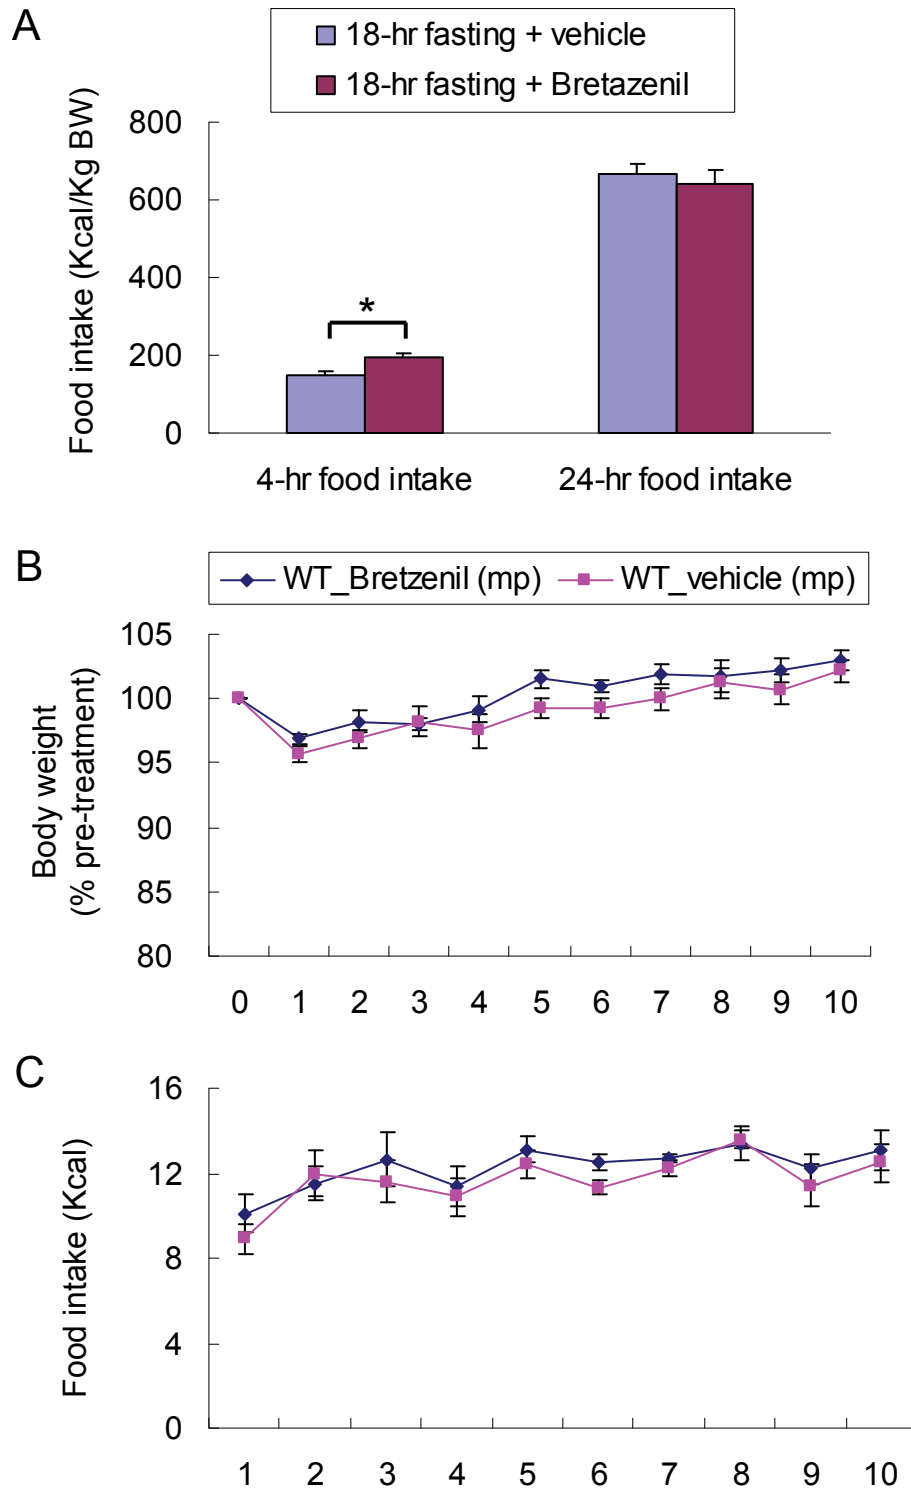 A
18-hr fasting + vehicle
18-hr fasting + Bretazenil
Food intake (Kcal/Kg BW)
800
600
400
200
0
*
4-hr food intake
24-hr food intake
B
WT_Bretzenil (mp)
WT_vehicle (mp)
Body weight
(% pre-treatment)
105
100
95
90
85
80
0 1 2 3 4 5 6 7 8 9 10
C
Food intake (Kcal)
16
12
8
4
0
1 2 3 4 5 6 7 8 9 10